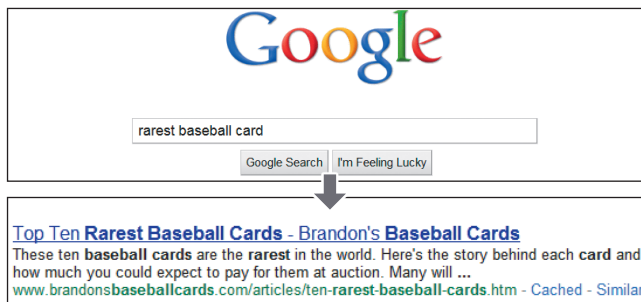 Google
rarest baseball card
Google Search I'm Feeling Lucky
Top Ten Rarest Baseball Cards - Brandon's Baseball Cards
These ten baseball cards are the rarest in the world. Here's the story behind each card and
how much you could expect to pay for them at auction. Many will ...
www.brandonsbaseballcards.com/articles/ten-rarest-baseball-cards.htm - Cached - Simila